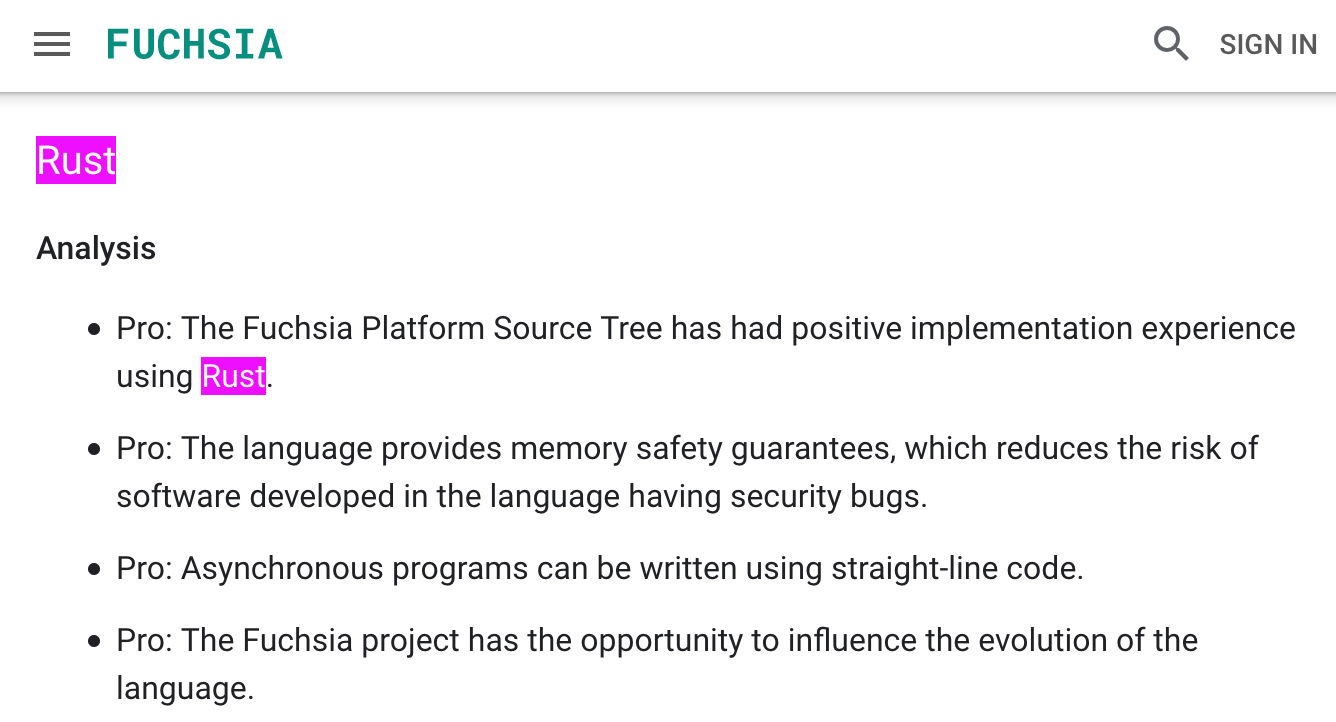 FUCHSIA
SIGN IN
Rust
Analysis
Pro: The Fuchsia Platform Source Tree has had positive implementation experience
using Rust.
Pro: The language provides memory safety guarantees, which reduces the risk of
software developed in the language having security bugs.
Pro: Asynchronous programs can be written using straight-line code.
Pro: The Fuchsia project has the opportunity to influence the evolution of the
language.